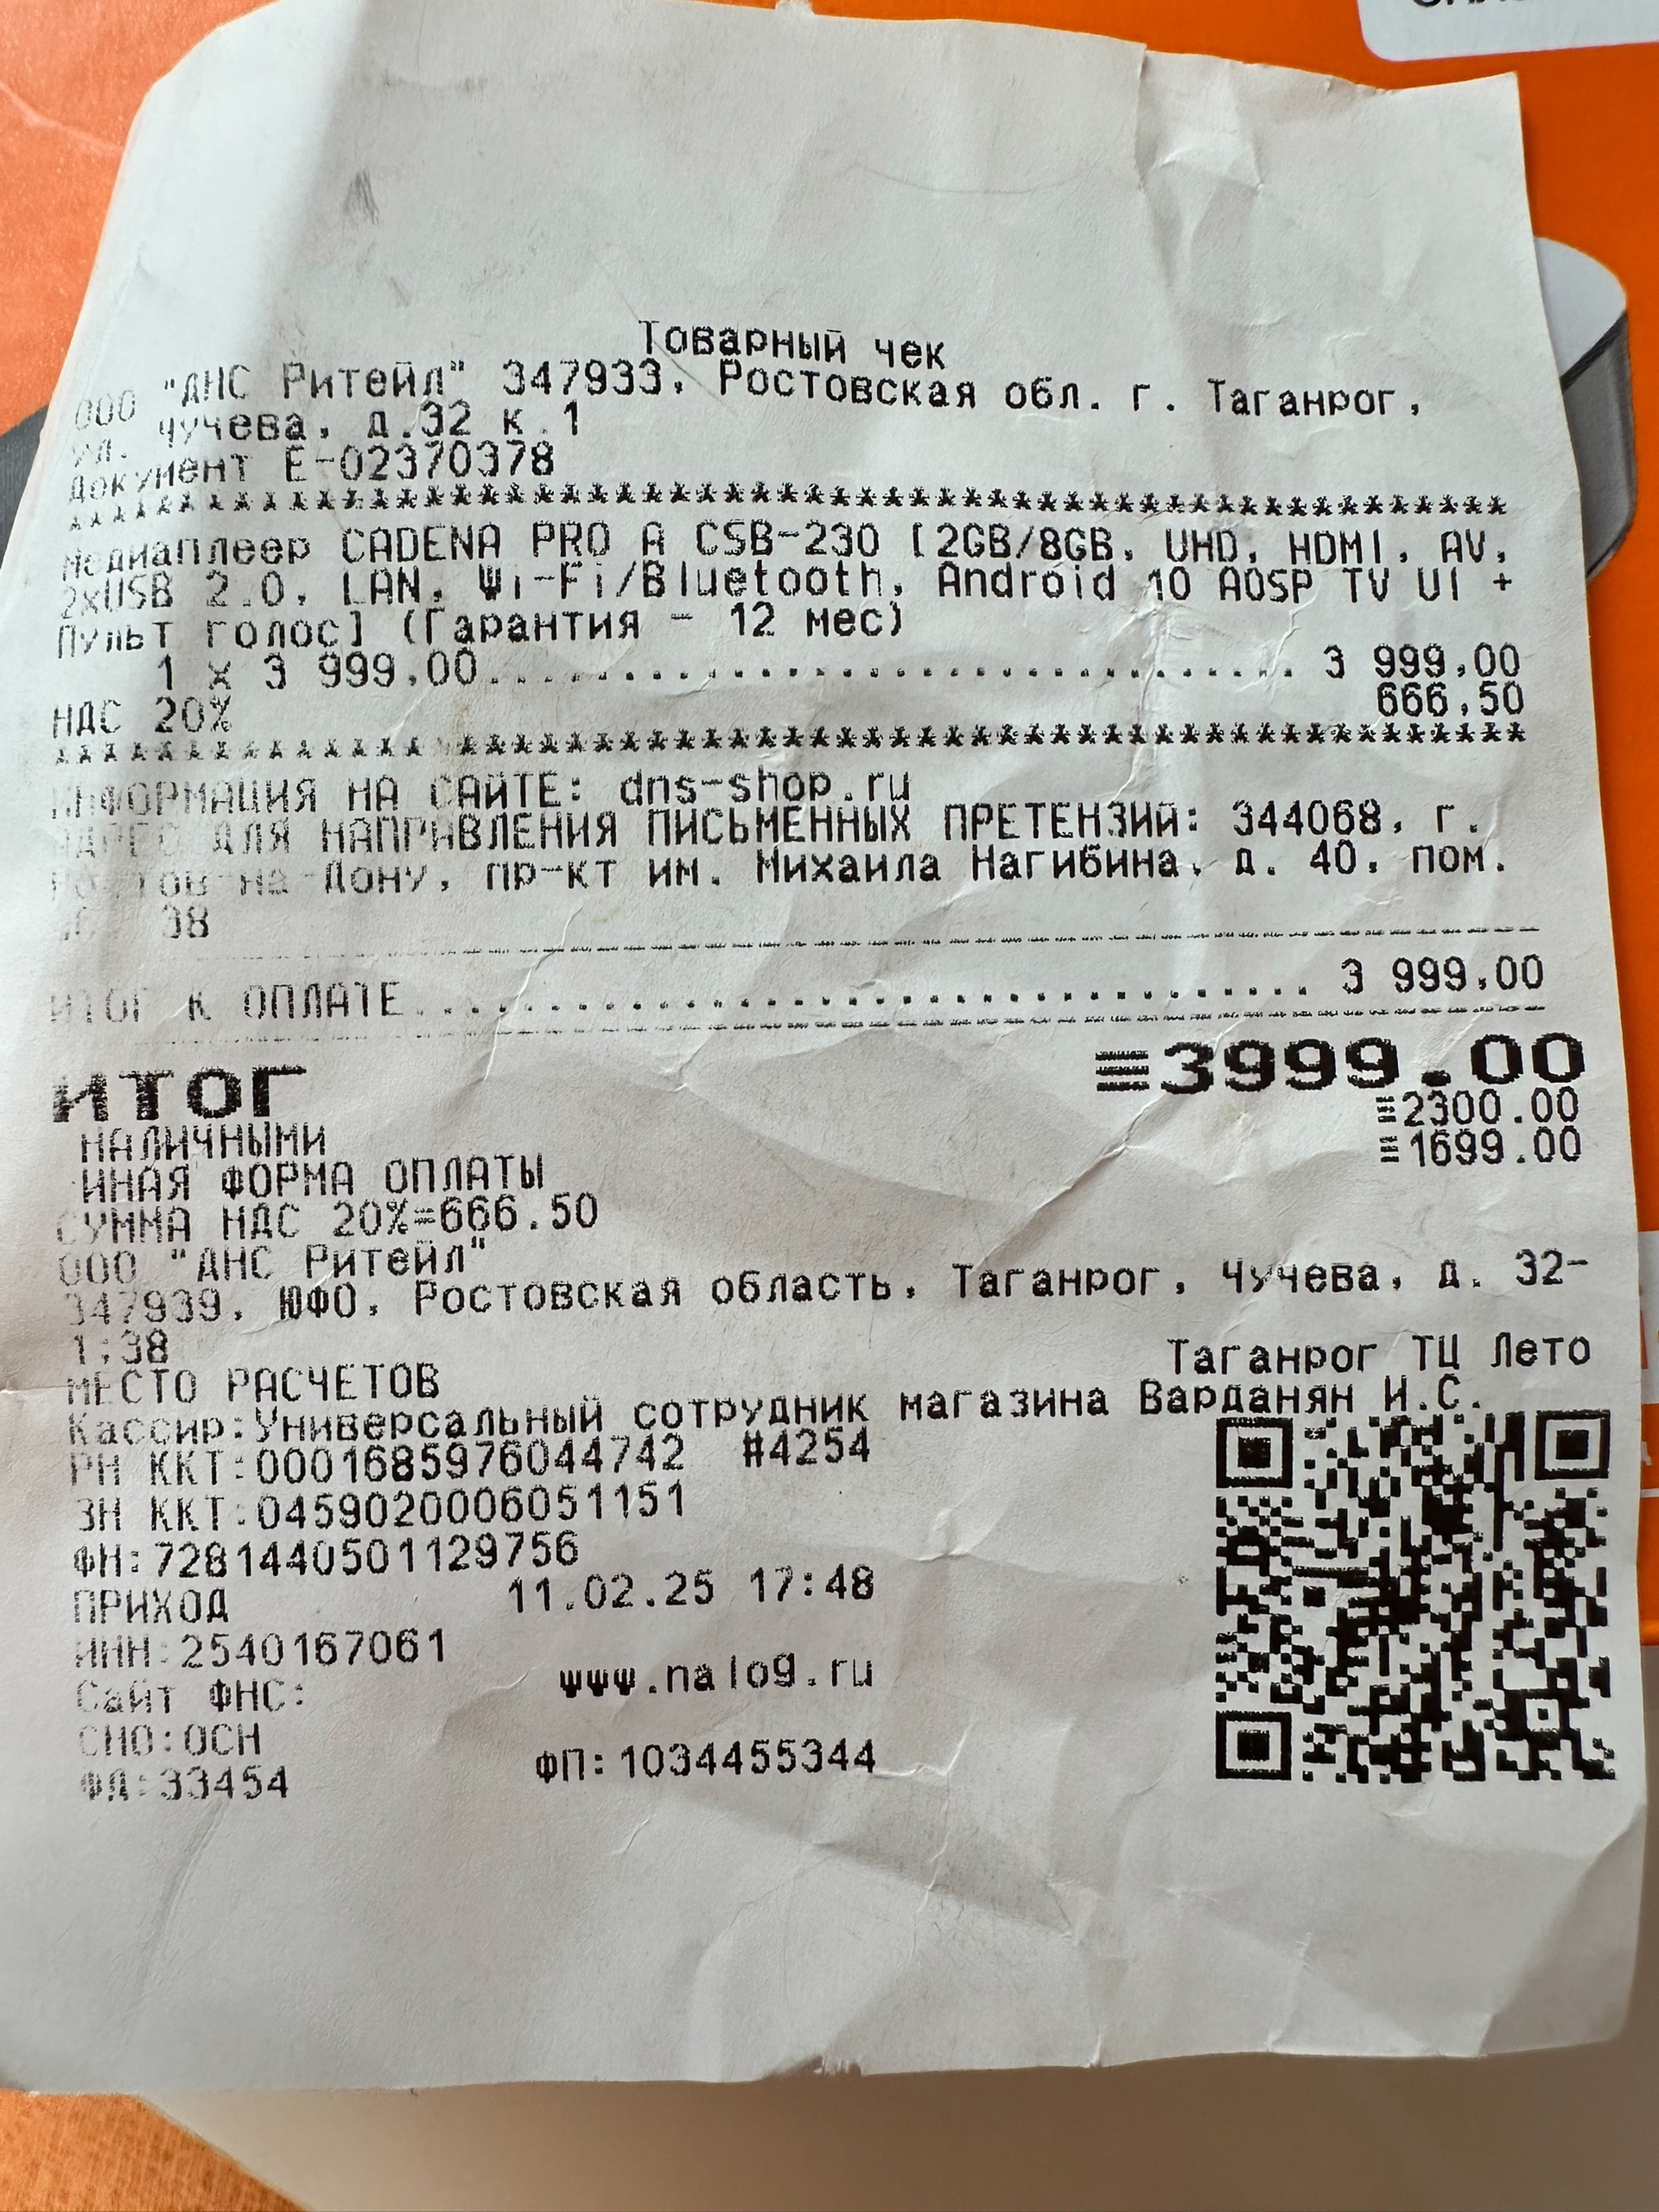 Товарный чек
ООО "ДНС Ритейл" 347933, Ростовская обл. г. Таганрог,
ул. Чучева, д.32 к.1
Документ Е-02370378
Медиаплеер CADENA PRO A CSB-230 [2GB/8GB, UHD, HDMI, AV,
2xUSB 2.0, LAN, Wi-Fi/Bluetooth, Android 10 AOSP TV UI +
Пульт голос] (Гарантия - 12 мес)
1 x 3 999,00 3 999,00
НДС 20% 666,50
ИНФОРМАЦИЯ НА САЙТЕ: dns-shop.ru
АДРЕС ДЛЯ НАПРАВЛЕНИЯ ПИСЬМЕННЫХ ПРЕТЕНЗИЙ: 344068, г.
Ростов-на-Дону, пр-кт им. Михаила Нагибина, д. 40, пом.
38
ИТОГ К ОПЛАТЕ 3 999,00
ИТОГ ≡3999.00
НАЛИЧНЫМИ ≡2300.00
ИНАЯ ФОРМА ОПЛАТЫ ≡1699.00
СУММА НДС 20%=666.50
ООО "ДНС Ритейл"
347939, ЮФО, Ростовская область, Таганрог, Чучева, д. 32-
1;38
МЕСТО РАСЧЕТОВ Таганрог ТЦ Лето
Кассир:Универсальный сотрудник магазина Варданян И.С.
РН ККТ:0001685976044742 #4254
ЗН ККТ:0459020006051151
ФН:7281440501129756
ПРИХОД 11.02.25 17:48
ИНН:2540167061
Сайт ФНС: www.nalog.ru
СНО:ОСН
ФД:33454 ФП:1034455344